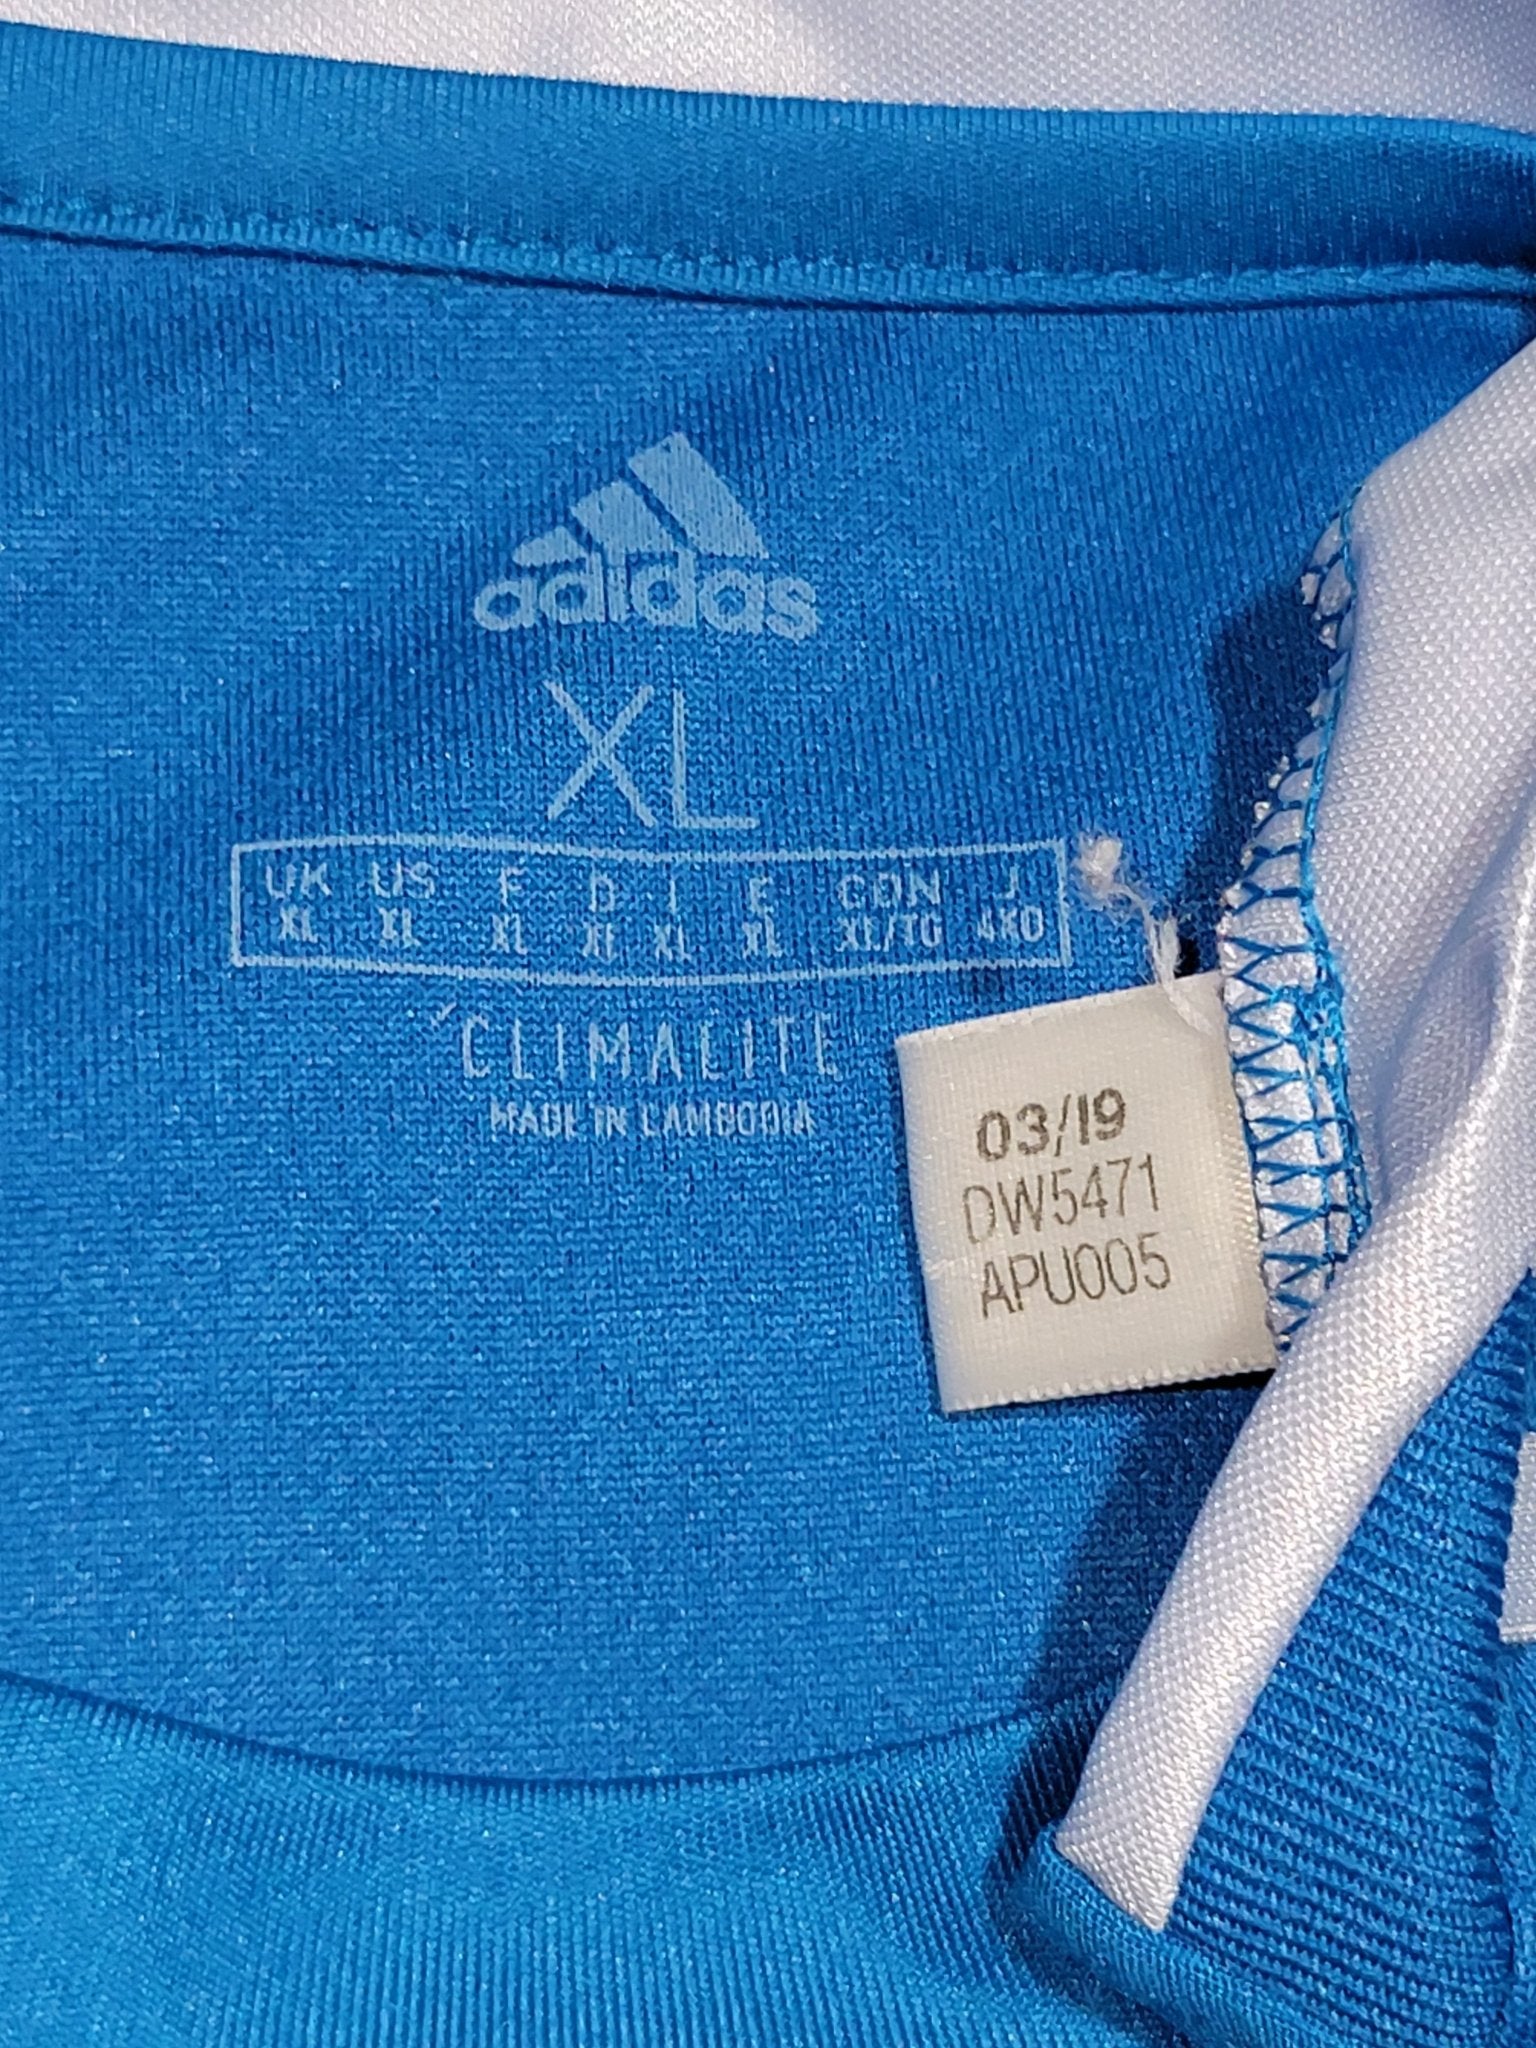 adidas
XL
UK US F D I E CDN J
XL XL XL XL XL XL XL/TG 4XO
CLIMALITE
MADE IN CAMBODIA
03/19
DW5471
APU005